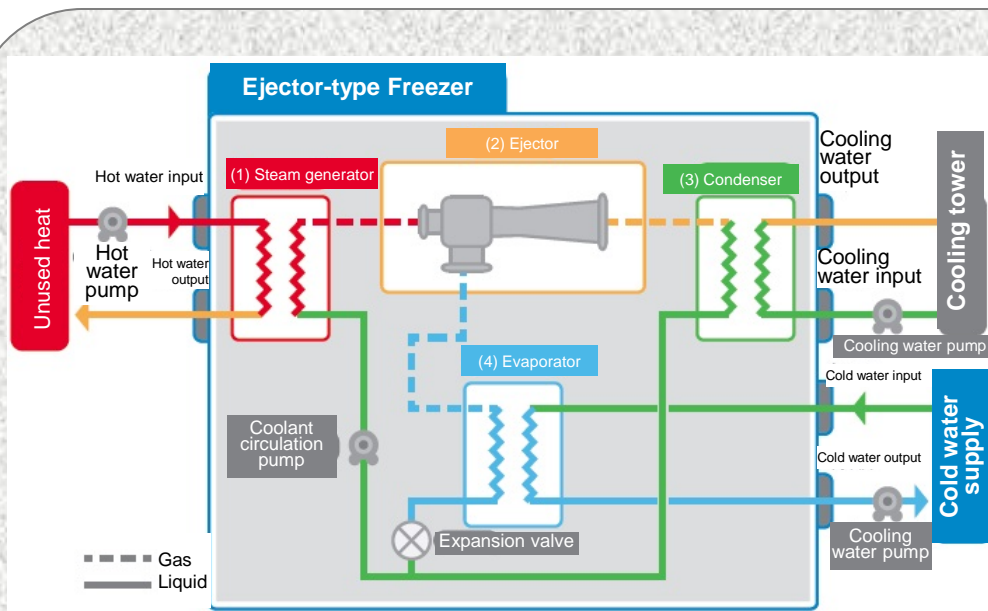 Ejector-type Freezer
(2) Ejector
Cooling
water
output
Hot water input
(1) Steam generator
(3) Condenser
Unused heat
Hot
water
pump
Hot water
output
Cooling
water input
Cooling tower
Cooling water pump
(4) Evaporator
Cold water input
Coolant
circulation
pump
Cold water output
Cold water
supply
Expansion valve
Cooling
water pump
Gas
Liquid